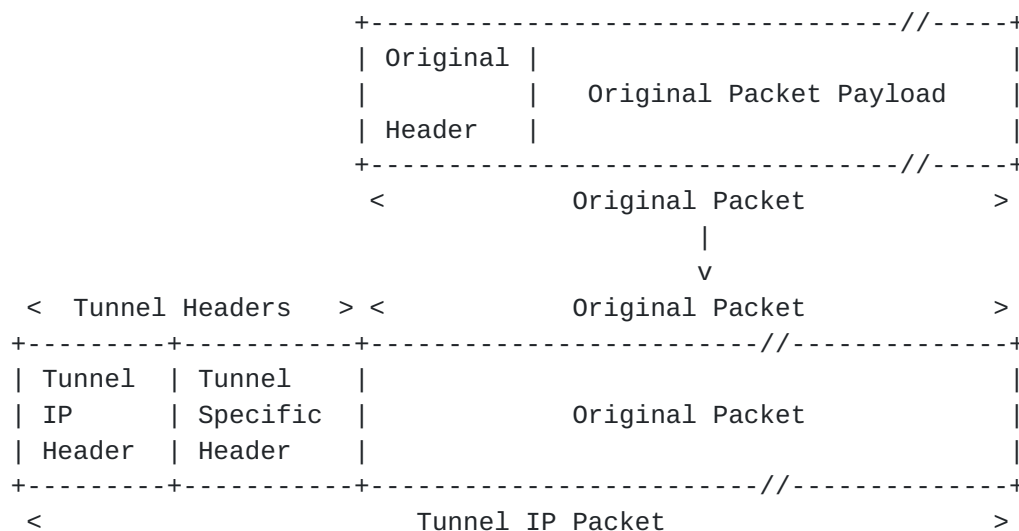 +----------------------------------//-----+
| Original |                              |
|          |   Original Packet Payload    |
| Header   |                              |
+----------------------------------//-----+
<            Original Packet            >
|
v
<  Tunnel Headers   > <            Original Packet            >
+---------+-----------+-------------------------//--------------+
| Tunnel  | Tunnel    |                                         |
| IP      | Specific  |             Original Packet             |
| Header  | Header    |                                         |
+---------+-----------+-------------------------//--------------+
<                        Tunnel IP Packet                     >